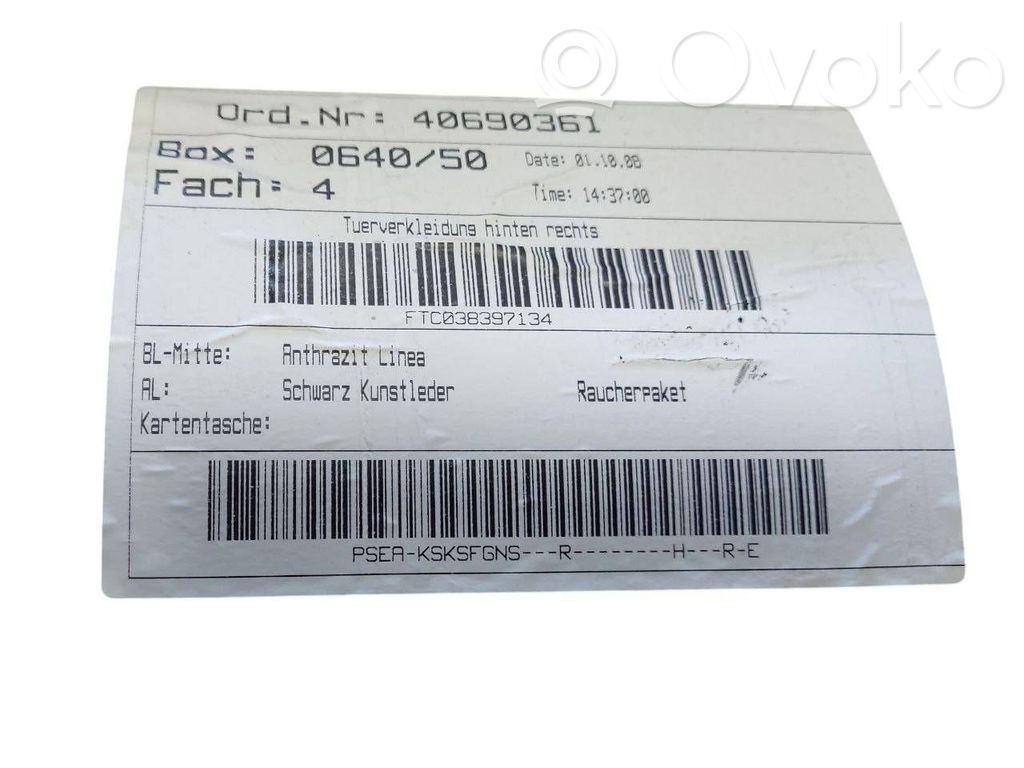 Ovoko
Ord.Nr: 40690361
Box: 0640/50 Date: 01.10.08
Fach: 4 Time: 14:37:00
Tuerverkleidung hinten rechts
FTC038397134
BL-Mitte: Anthrazit Linea
AL: Schwarz Kunstleder Raucherpaket
Kartentasche:
PSEA-KSKSFGNS---R--------H---R-E